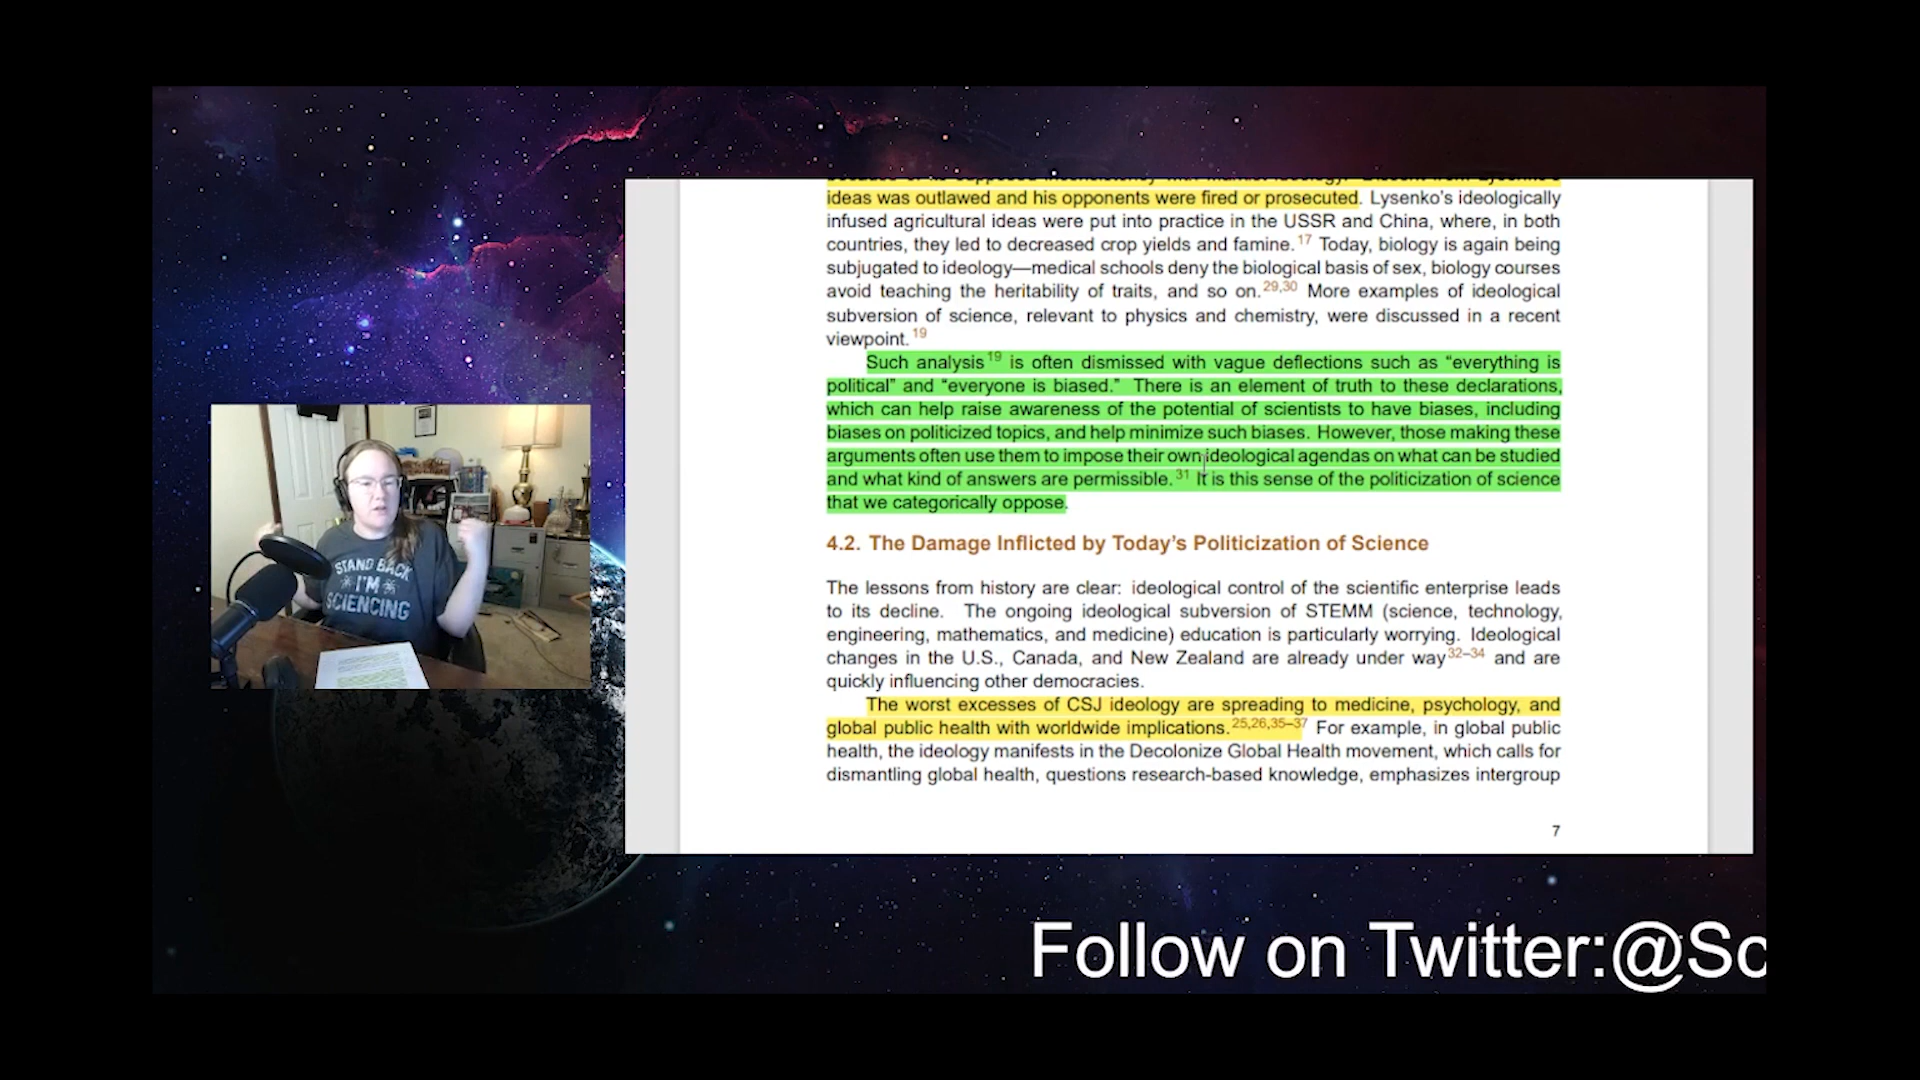 ideas was outlawed and his opponents were fired or prosecuted. Lysenko's ideologically
infused agricultural ideas were put into practice in the USSR and China, where, in both
countries, they led to decreased crop yields and famine.17 Today, biology is again being
subjugated to ideology—medical schools deny the biological basis of sex, biology courses
avoid teaching the heritability of traits, and so on.29,30 More examples of ideological
subversion of science, relevant to physics and chemistry, were discussed in a recent
viewpoint.19
Such analysis19 is often dismissed with vague deflections such as “everything is
political” and “everyone is biased.” There is an element of truth to these declarations,
which can help raise awareness of the potential of scientists to have biases, including
biases on politicized topics, and help minimize such biases. However, those making these
arguments often use them to impose their own ideological agendas on what can be studied
and what kind of answers are permissible.31 It is this sense of the politicization of science
that we categorically oppose.
4.2. The Damage Inflicted by Today's Politicization of Science
The lessons from history are clear: ideological control of the scientific enterprise leads
to its decline. The ongoing ideological subversion of STEMM (science, technology,
engineering, mathematics, and medicine) education is particularly worrying. Ideological
changes in the U.S., Canada, and New Zealand are already under way32–34 and are
quickly influencing other democracies.
The worst excesses of CSJ ideology are spreading to medicine, psychology, and
global public health with worldwide implications.25,26,35–37 For example, in global public
health, the ideology manifests in the Decolonize Global Health movement, which calls for
dismantling global health, questions research-based knowledge, emphasizes intergroup
7
STAND BACK
I'M
SCIENCING
Follow on Twitter:@Sc